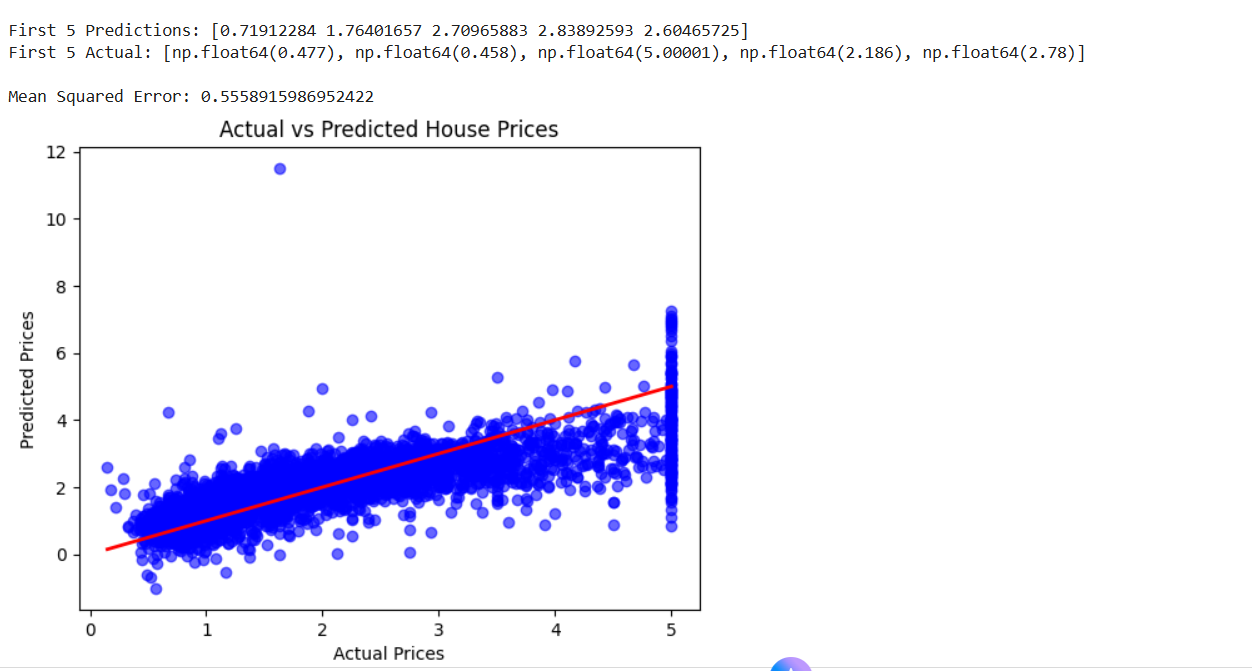 First 5 Predictions: [0.71912284 1.76401657 2.70965883 2.83892593 2.60465725]
First 5 Actual: [np.float64(0.477), np.float64(0.458), np.float64(5.00001), np.float64(2.186), np.float64(2.78)]
Mean Squared Error: 0.5558915986952422
Actual vs Predicted House Prices
12
10
8
6
4
2
0
Predicted Prices
0 1 2 3 4 5
Actual Prices